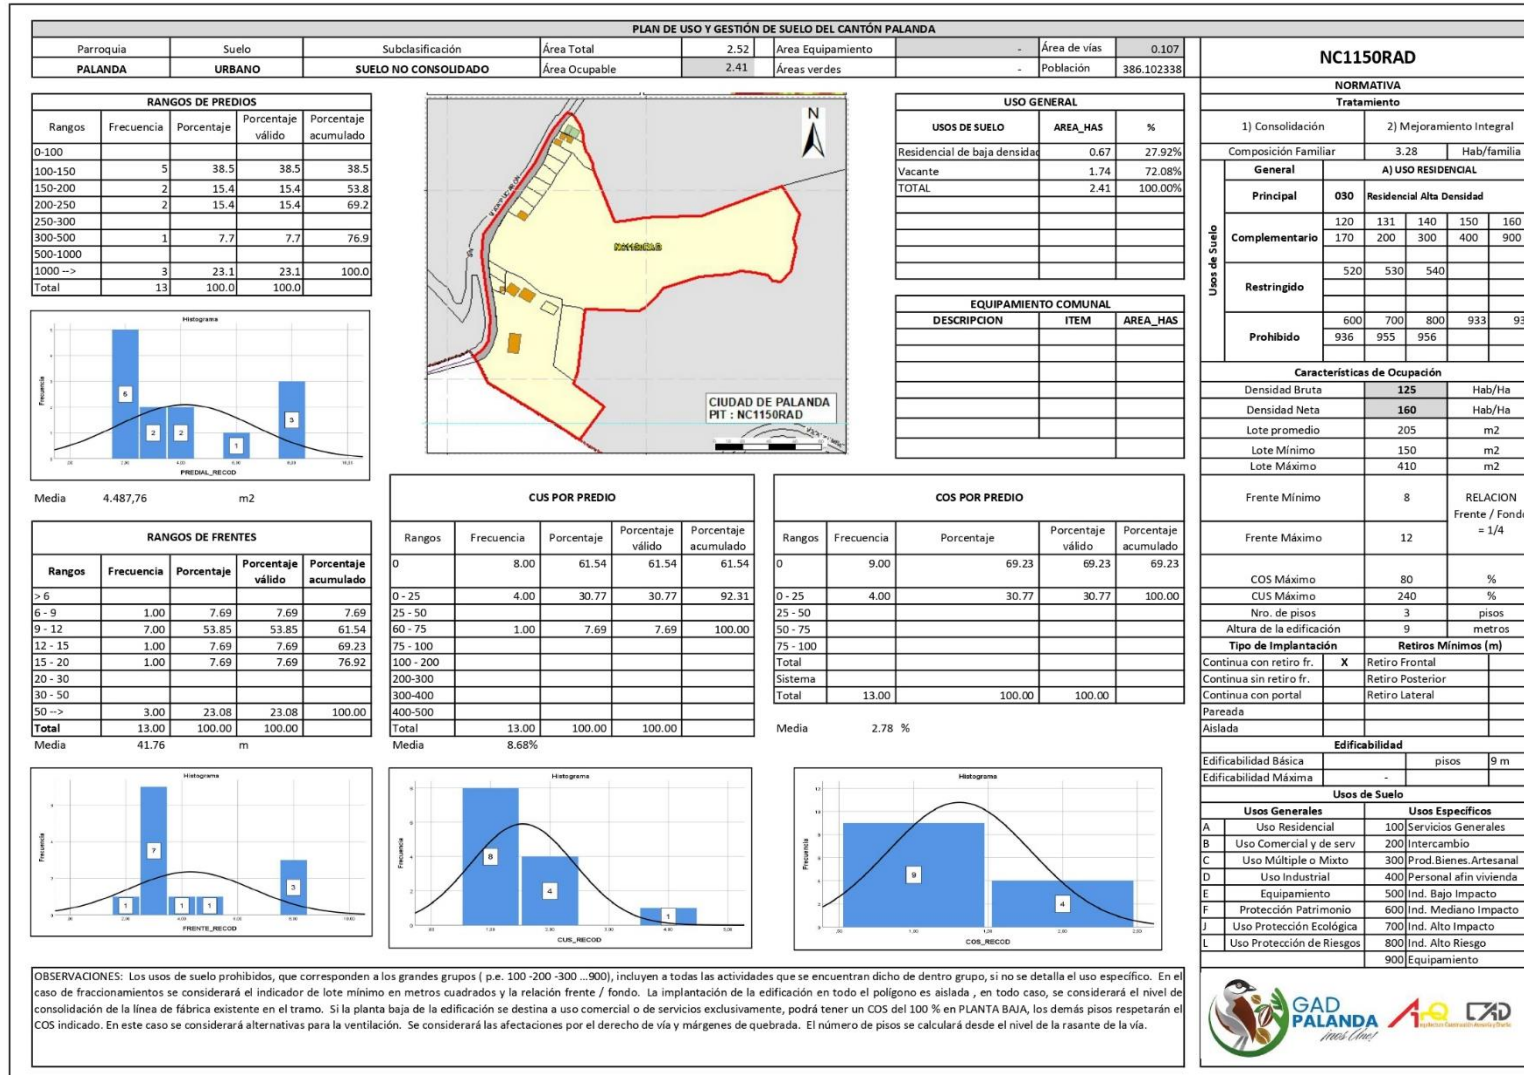 PLAN DE USO Y GESTIÓN DE SUELO DEL CANTÓN PALANDA
Parroquia Suelo Subclasificación Área Total 2.52 Area Equipamiento - Área de vías 0.107
PALANDA URBANO SUELO NO CONSOLIDADO Área Ocupable 2.41 Áreas verdes - Población 386.102338
NC1150RAD
RANGOS DE PREDIOS
Rangos Frecuencia Porcentaje Porcentaje válido Porcentaje acumulado
0-100
100-150 5 38.5 38.5 38.5
150-200 2 15.4 15.4 53.8
200-250 2 15.4 15.4 69.2
250-300
300-500 1 7.7 7.7 76.9
500-1000
1000 --> 3 23.1 23.1 100.0
Total 13 100.0 100.0
Histograma
Frecuencia
5 2 2 1 3
PREDIAL_RECOD
Media 4.487,76 m2
N
NC1150RAD
CIUDAD DE PALANDA
PIT : NC1150RAD
USO GENERAL
USOS DE SUELO AREA_HAS %
Residencial de baja densidad 0.67 27.92%
Vacante 1.74 72.08%
TOTAL 2.41 100.00%
EQUIPAMIENTO COMUNAL
DESCRIPCION ITEM AREA_HAS
RANGOS DE FRENTES
Rangos Frecuencia Porcentaje Porcentaje válido Porcentaje acumulado
> 6
6 - 9 1.00 7.69 7.69 7.69
9 - 12 7.00 53.85 53.85 61.54
12 - 15 1.00 7.69 7.69 69.23
15 - 20 1.00 7.69 7.69 76.92
20 - 30
30 - 50
50 --> 3.00 23.08 23.08 100.00
Total 13.00 100.00 100.00
Media 41.76 m
CUS POR PREDIO
Rangos Frecuencia Porcentaje Porcentaje válido Porcentaje acumulado
0 8.00 61.54 61.54 61.54
0 - 25 4.00 30.77 30.77 92.31
25 - 50
60 - 75 1.00 7.69 7.69 100.00
75 - 100
100 - 200
200-300
300-400
400-500
Total 13.00 100.00 100.00
Media 8.68%
COS POR PREDIO
Rangos Frecuencia Porcentaje Porcentaje válido Porcentaje acumulado
0 9.00 69.23 69.23 69.23
0 - 25 4.00 30.77 30.77 100.00
25 - 50
50 - 75
75 - 100
Total
Sistema
Total 13.00 100.00 100.00
Media 2.78 %
Histograma
Frecuencia
1 7 1 1 3
FRENTE_RECOD
Histograma
Frecuencia
8 4 1
CUS_RECOD
Histograma
Frecuencia
9 4
COS_RECOD
NORMATIVA
Tratamiento
1) Consolidación 2) Mejoramiento Integral
Composición Familiar 3.28 Hab/familia
General A) USO RESIDENCIAL
Usos de Suelo
Principal 030 Residencial Alta Densidad
Complementario
120 131 140 150 160
170 200 300 400 900
Restringido
520 530 540
Prohibido
600 700 800 933
936 955 956
Características de Ocupación
Densidad Bruta 125 Hab/Ha
Densidad Neta 160 Hab/Ha
Lote promedio 205 m2
Lote Mínimo 150 m2
Lote Máximo 410 m2
Frente Mínimo 8
RELACION
Frente / Fondo
= 1/4
Frente Máximo 12
COS Máximo 80 %
CUS Máximo 240 %
Nro. de pisos 3 pisos
Altura de la edificación 9 metros
Tipo de Implantación Retiros Mínimos (m)
Continua con retiro fr. X Retiro Frontal
Continua sin retiro fr. Retiro Posterior
Continua con portal Retiro Lateral
Pareada
Aislada
Edificabilidad
Edificabilidad Básica pisos 9 m
Edificabilidad Máxima -
Usos de Suelo
Usos Generales Usos Específicos
A Uso Residencial 100 Servicios Generales
B Uso Comercial y de serv 200 Intercambio
C Uso Múltiple o Mixto 300 Prod.Bienes.Artesanal
D Uso Industrial 400 Personal afin vivienda
E Equipamiento 500 Ind. Bajo Impacto
F Protección Patrimonio 600 Ind. Mediano Impacto
J Uso Protección Ecológica 700 Ind. Alto Impacto
L Uso Protección de Riesgos 800 Ind. Alto Riesgo
900 Equipamiento
OBSERVACIONES: Los usos de suelo prohibidos, que corresponden a los grandes grupos ( p.e. 100 -200 -300 ...900), incluyen a todas las actividades que se encuentran dicho de dentro grupo, si no se detalla el uso específico. En el
caso de fraccionamientos se considerará el indicador de lote mínimo en metros cuadrados y la relación frente / fondo. La implantación de la edificación en todo el polígono es aislada , en todo caso, se considerará el nivel de
consolidación de la línea de fábrica existente en el tramo. Si la planta baja de la edificación se destina a uso comercial o de servicios exclusivamente, podrá tener un COS del 100 % en PLANTA BAJA, los demás pisos respetarán el
COS indicado. En este caso se considerará alternativas para la ventilación. Se considerará las afectaciones por el derecho de vía y márgenes de quebrada. El número de pisos se calculará desde el nivel de la rasante de la vía.
GAD
PALANDA
¡nos Une!